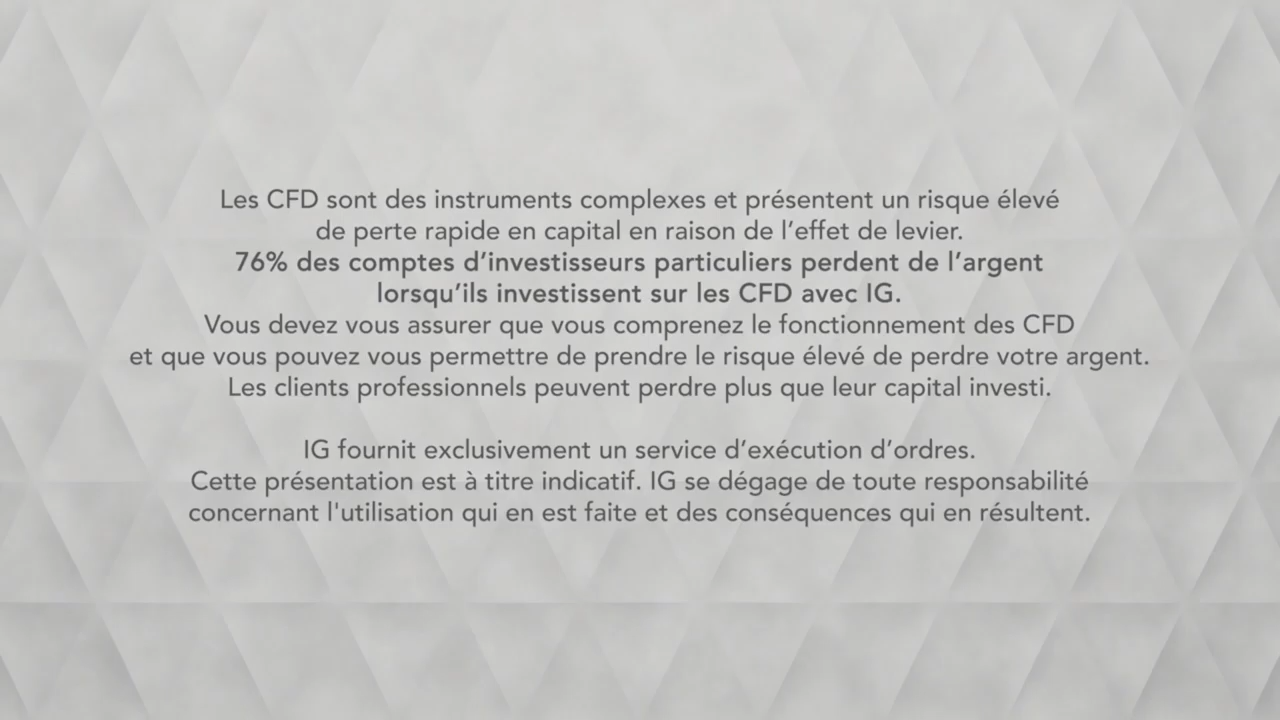 Les CFD sont des instruments complexes et présentent un risque élevé
de perte rapide en capital en raison de l’effet de levier.
76% des comptes d’investisseurs particuliers perdent de l’argent
lorsqu’ils investissent sur les CFD avec IG.
Vous devez vous assurer que vous comprenez le fonctionnement des CFD
et que vous pouvez vous permettre de prendre le risque élevé de perdre votre argent.
Les clients professionnels peuvent perdre plus que leur capital investi.
IG fournit exclusivement un service d’exécution d’ordres.
Cette présentation est à titre indicatif. IG se dégage de toute responsabilité
concernant l'utilisation qui en est faite et des conséquences qui en résultent.